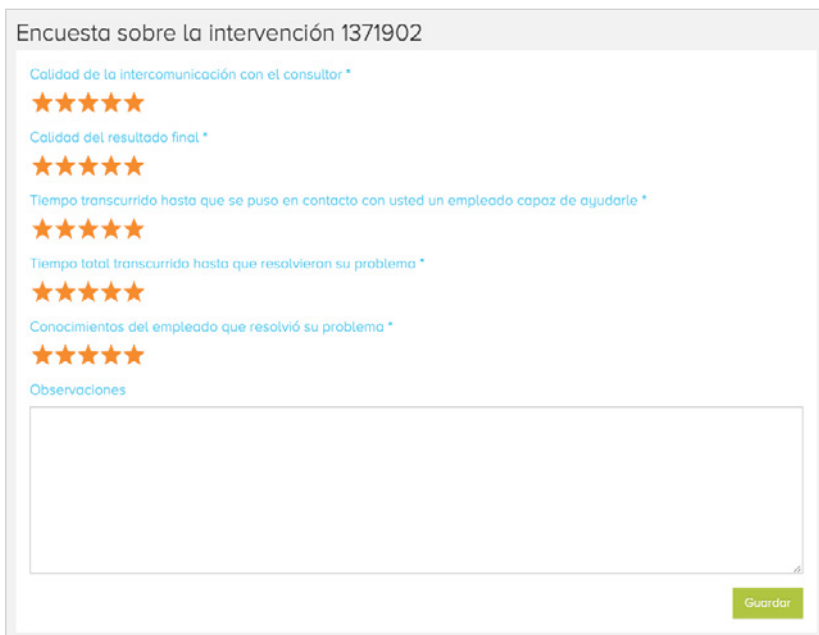 Encuesta sobre la intervención 1371902
Calidad de la intercomunicación con el consultor *
Calidad del resultado final *
Tiempo transcurrido hasta que se puso en contacto con usted un empleado capaz de ayudarle *
Tiempo total transcurrido hasta que resolvieron su problema *
Conocimientos del empleado que resolvió su problema *
Observaciones
Guardar